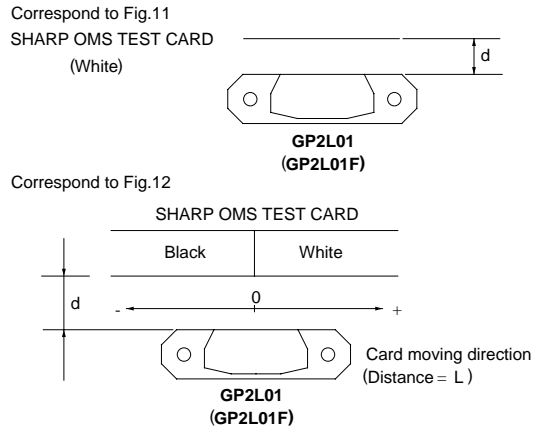 Correspond to Fig.11
SHARP OMS TEST CARD
(White)
d
GP2L01
(GP2L01F)
Correspond to Fig.12
SHARP OMS TEST CARD
Black White
d
- 0 +
Card moving direction
(Distance = L )
GP2L01
(GP2L01F)